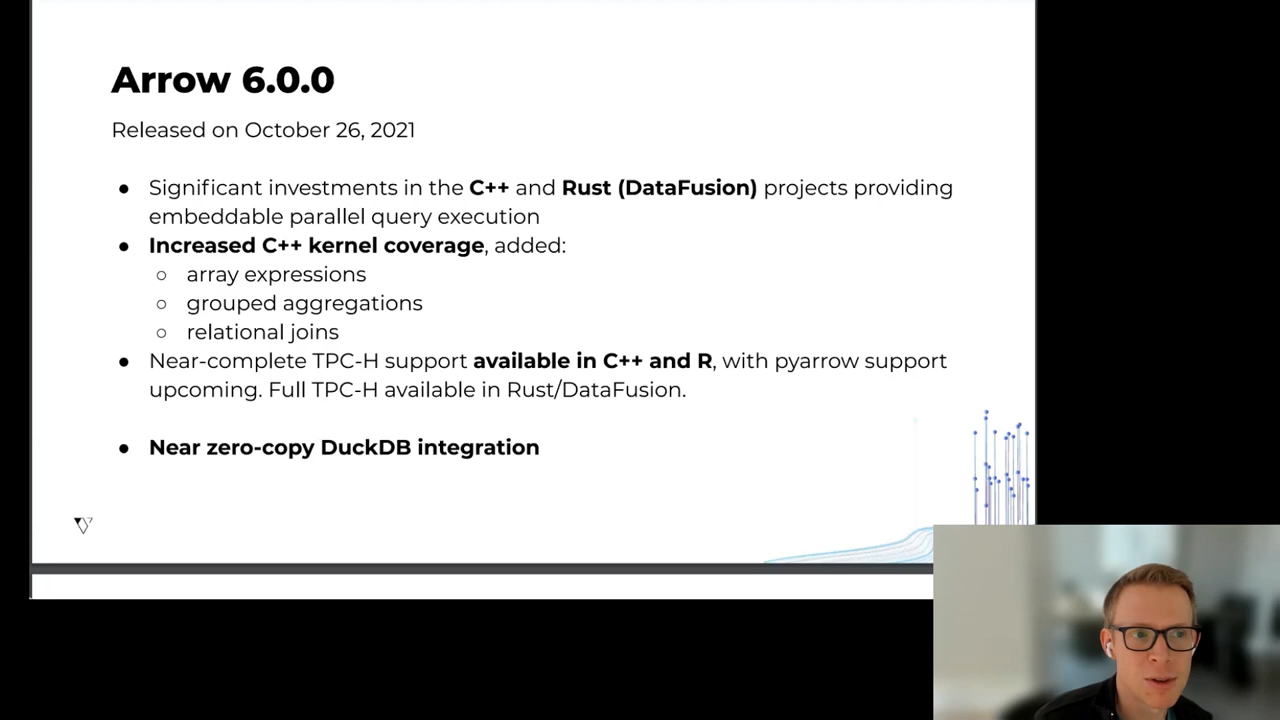 Arrow 6.0.0
Released on October 26, 2021
● Significant investments in the C++ and Rust (DataFusion) projects providing
embeddable parallel query execution
● Increased C++ kernel coverage, added:
○ array expressions
○ grouped aggregations
○ relational joins
● Near-complete TPC-H support available in C++ and R, with pyarrow support
upcoming. Full TPC-H available in Rust/DataFusion.
● Near zero-copy DuckDB integration